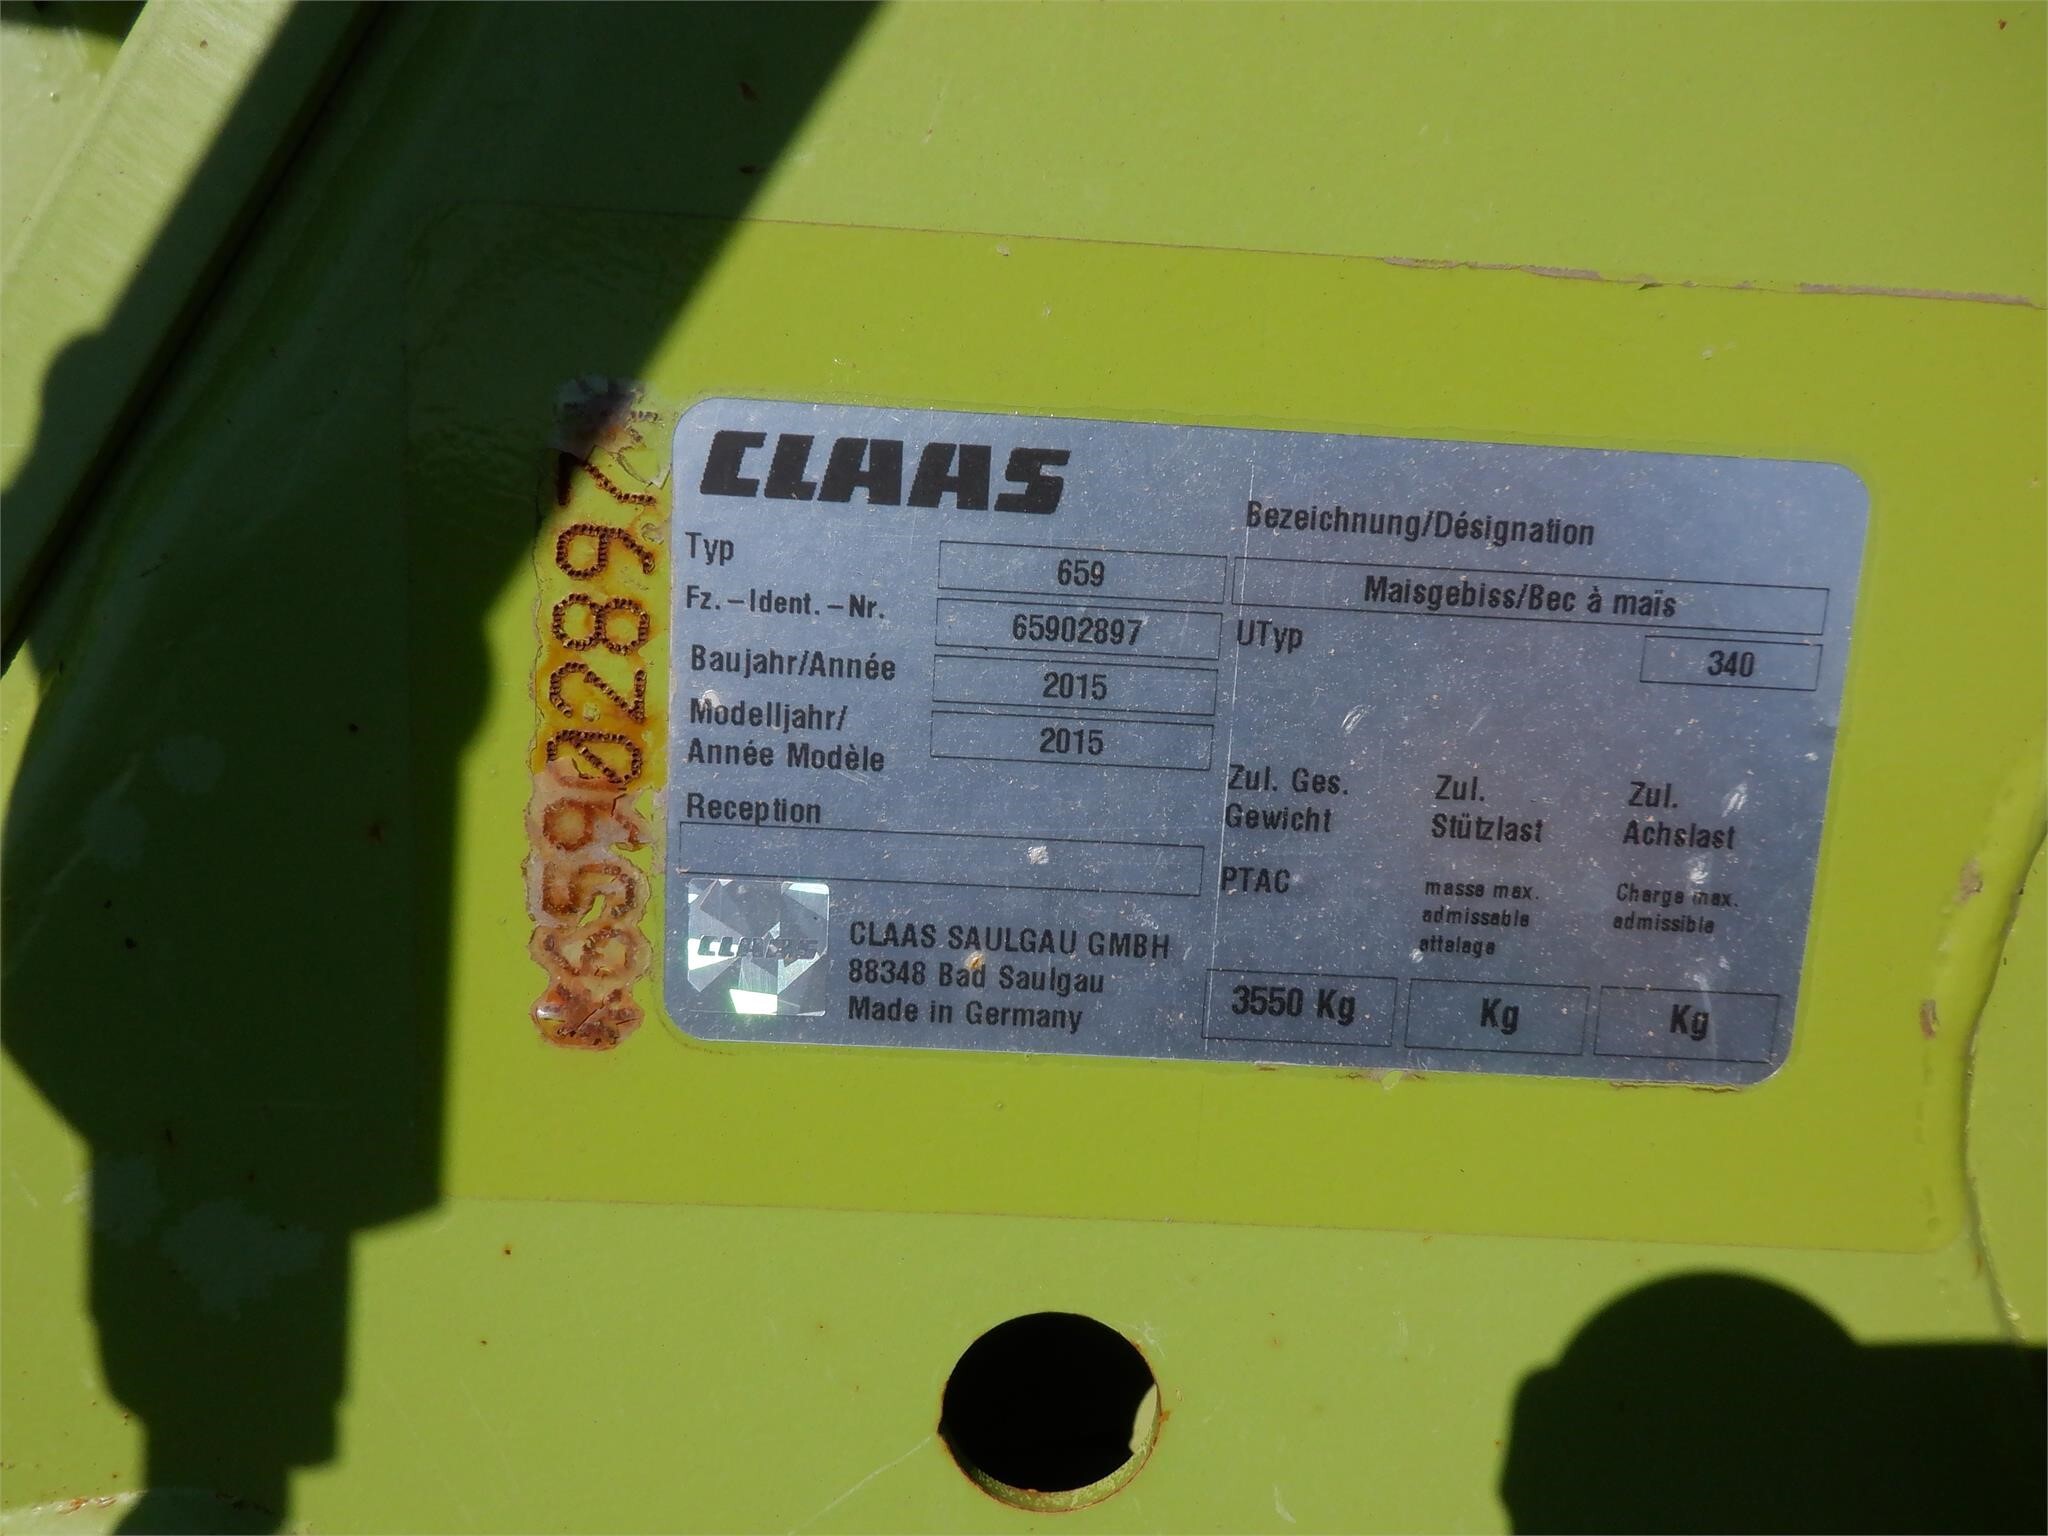 CLAAS
Bezeichnung/Désignation
Typ 659 Maisgebiss/Bec à maïs
Fz.-Ident.-Nr. 65902897 UTyp 340
Baujahr/Année 2015
Modelljahr/
Année Modèle 2015
Reception
Zul. Ges.
Gewicht
PTAC
3550 Kg
Zul.
Stützlast
masse max.
admissable
attelage
Kg
Zul.
Achslast
Charge max.
admissible
Kg
CLAAS
CLAAS SAULGAU GMBH
88348 Bad Saulgau
Made in Germany
*65902897*